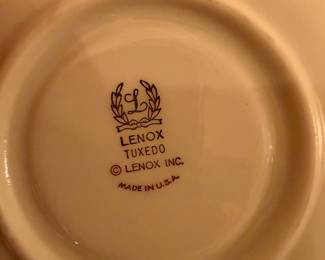 L
LENOX
TUXEDO
© LENOX INC.
MADE IN U.S.A.